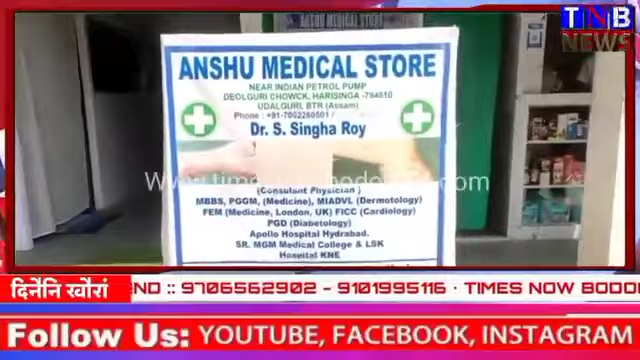 ANSHU MEDICAL STORE
TNB
NEWS
ANSHU MEDICAL STORE
NEAR INDIAN PETROL PUMP
DEOLGURI CHOWCK, HARISINGA -784510
UDALGURI, BTR (Assam)
Phone : +91-7002260501 /
Dr. S. Singha Roy
(Consulant Physician )
MBBS, PGGM, (Medicine), MIADVL (Dermotology)
FEM (Medicine, London, UK) FICC (Cardiology)
PGD (Diabetology)
Apollo Hospital Hydrabad.
SR. MGM Medical College & LSK
Hospital KNE
दिनैनि खौरां
ND :: 9706562902 - 9101995116 · TIMES NOW BODO
Follow Us: YOUTUBE, FACEBOOK, INSTAGRAM